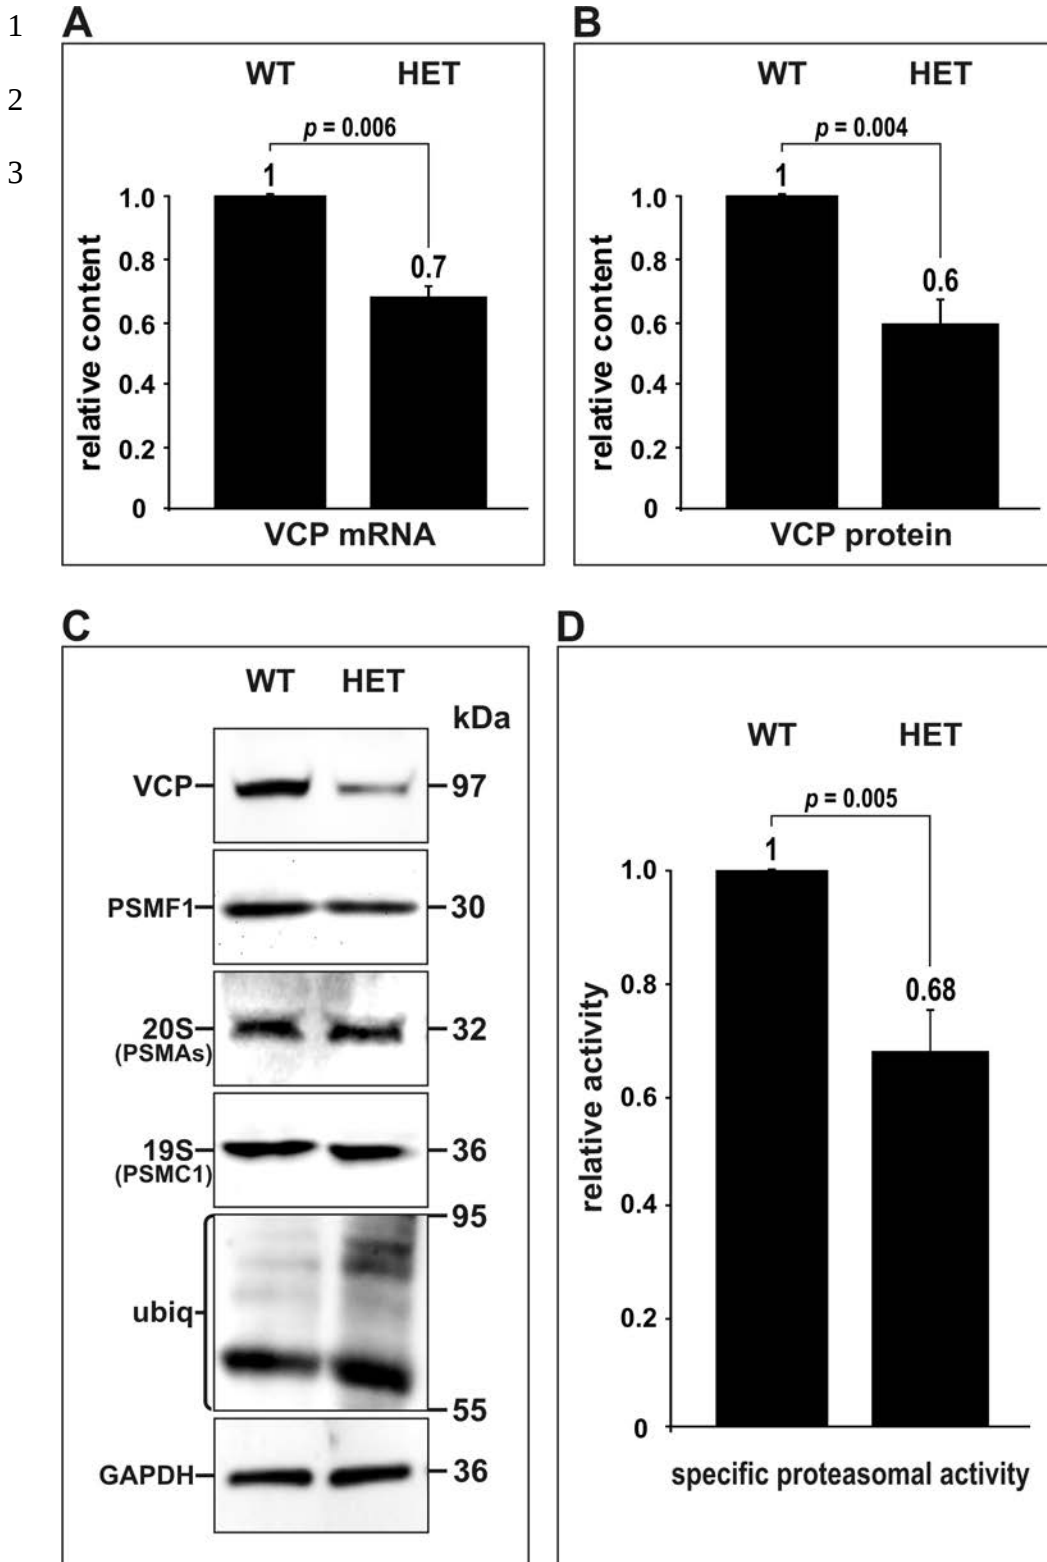 1
2
3
A
WT HET
p = 0.006
1
0.7
1.0
0.8
0.6
0.4
0.2
0
relative content
VCP mRNA
B
WT HET
p = 0.004
1
0.6
1.0
0.8
0.6
0.4
0.2
0
relative content
VCP protein
C
WT HET
kDa
VCP 97
PSMF1 30
20S 32
(PSMAs)
19S 36
(PSMC1)
95
ubiq
55
GAPDH 36
D
WT HET
p = 0.005
1
0.68
1.0
0.8
0.6
0.4
0.2
0
relative activity
specific proteasomal activity